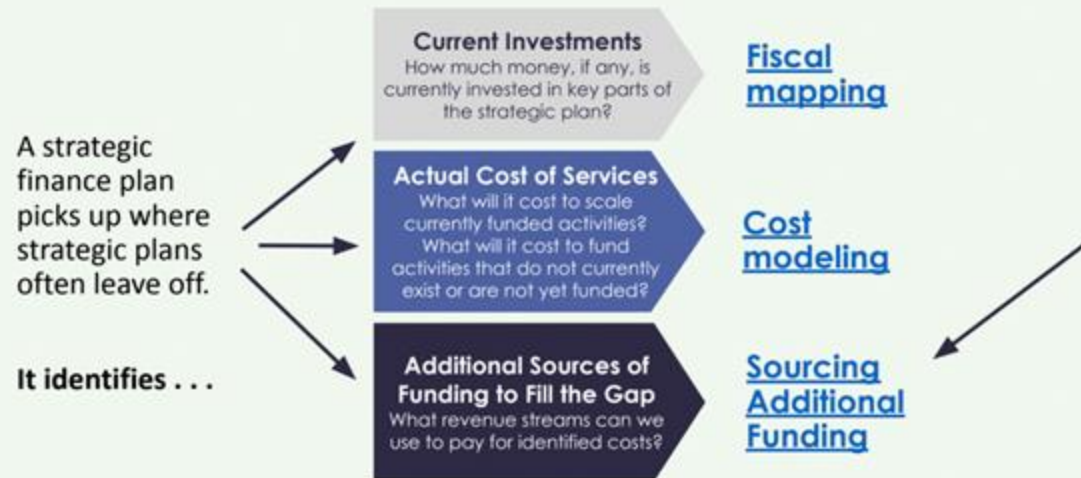 A strategic
finance plan
picks up where
strategic plans
often leave off.
It identifies . . .
Current Investments
How much money, if any, is
currently invested in key parts of
the strategic plan?
Fiscal
mapping
Actual Cost of Services
What will it cost to scale
currently funded activities?
What will it cost to fund
activities that do not currently
exist or are not yet funded?
Cost
modeling
Additional Sources of
Funding to Fill the Gap
What revenue streams can we
use to pay for identified costs?
Sourcing
Additional
Funding